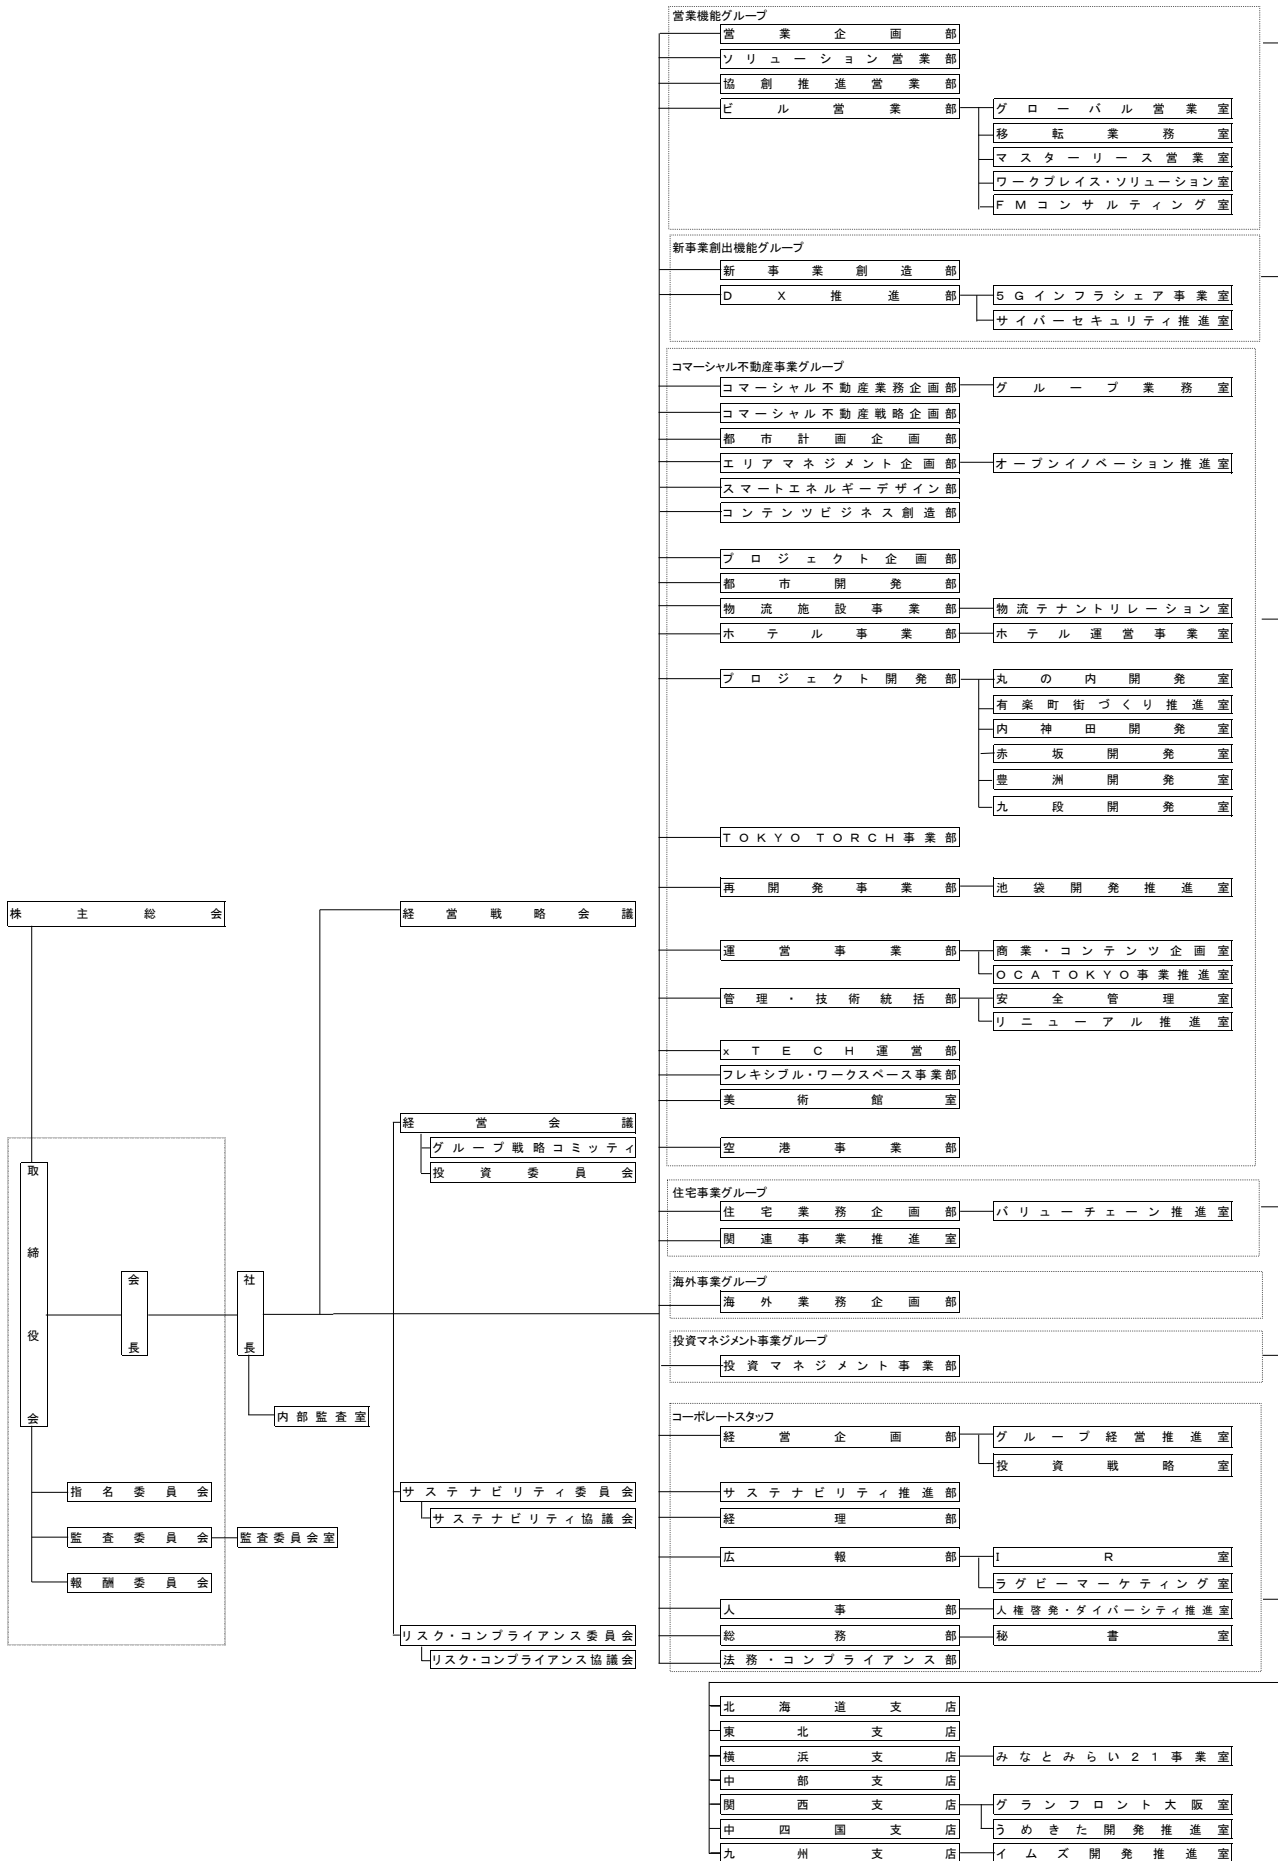 営業機能グループ
営業企画部
ソリューション営業部
協創推進営業部
ビル営業部 グローバル営業室
移転業務室
マスターリース営業室
ワークプレイス・ソリューション室
FMコンサルティング室
新事業創出機能グループ
新事業創造部
DX推進部 5Gインフラシェア事業室
サイバーセキュリティ推進室
コマーシャル不動産事業グループ
コマーシャル不動産業務企画部 グループ業務室
コマーシャル不動産戦略企画部
都市計画企画部
エリアマネジメント企画部 オープンイノベーション推進室
スマートエネルギーデザイン部
コンテンツビジネス創造部
プロジェクト企画部
都市開発部
物流施設事業部 物流テナントリレーション室
ホテル事業部 ホテル運営事業室
プロジェクト開発部 丸の内開発室
有楽町街づくり推進室
内神田開発室
赤坂開発室
豊洲開発室
九段開発室
TOKYO TORCH事業部
再開発事業部 池袋開発推進室
株主総会 経営戦略会議
運営事業部 商業・コンテンツ企画室
OCA TOKYO事業推進室
管理・技術統括部 安全管理室
リニューアル推進室
xTECH運営部
フレキシブル・ワークスペース事業部
美術館室
経営会議
グループ戦略コミッティ 空港事業部
投資委員会
取締役会
住宅事業グループ
住宅業務企画部 バリューチェーン推進室
関連事業推進室
会長 社長
海外事業グループ
海外業務企画部
投資マネジメント事業グループ
投資マネジメント事業部
内部監査室
コーポレートスタッフ
経営企画部 グループ経営推進室
投資戦略室
指名委員会 サステナビリティ委員会 サステナビリティ推進部
サステナビリティ協議会 経理部
監査委員会 監査委員会室
広報部 IR室
報酬委員会 ラグビーマーケティング室
人事部 人権啓発・ダイバーシティ推進室
リスク・コンプライアンス委員会 総務部 秘書室
リスク・コンプライアンス協議会 法務・コンプライアンス部
北海道支店
東北支店
横浜支店 みなとみらい21事業室
中部支店
関西支店 グランフロント大阪室
中四国支店 うめきた開発推進室
九州支店 イムズ開発推進室